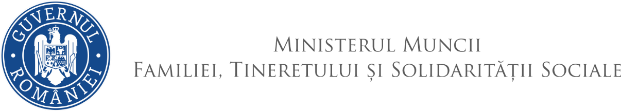 GUVERNUL
ROMÂNIEI
MINISTERUL MUNCII
FAMILIEI, TINERETULUI ȘI SOLIDARITĂȚII SOCIALE